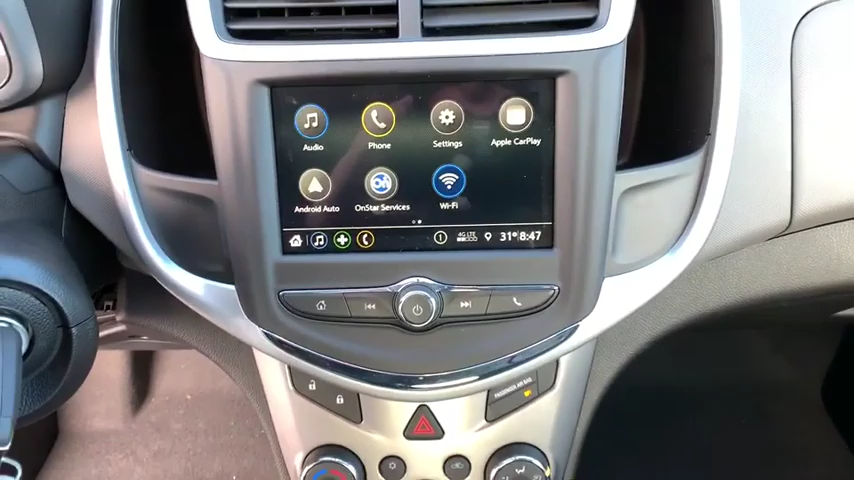 Audio
Phone
Settings
Apple CarPlay
Android Auto
OnStar Services
Wi-Fi
1
4G LTE
31° 8:47
PASSENGER AIR BAG